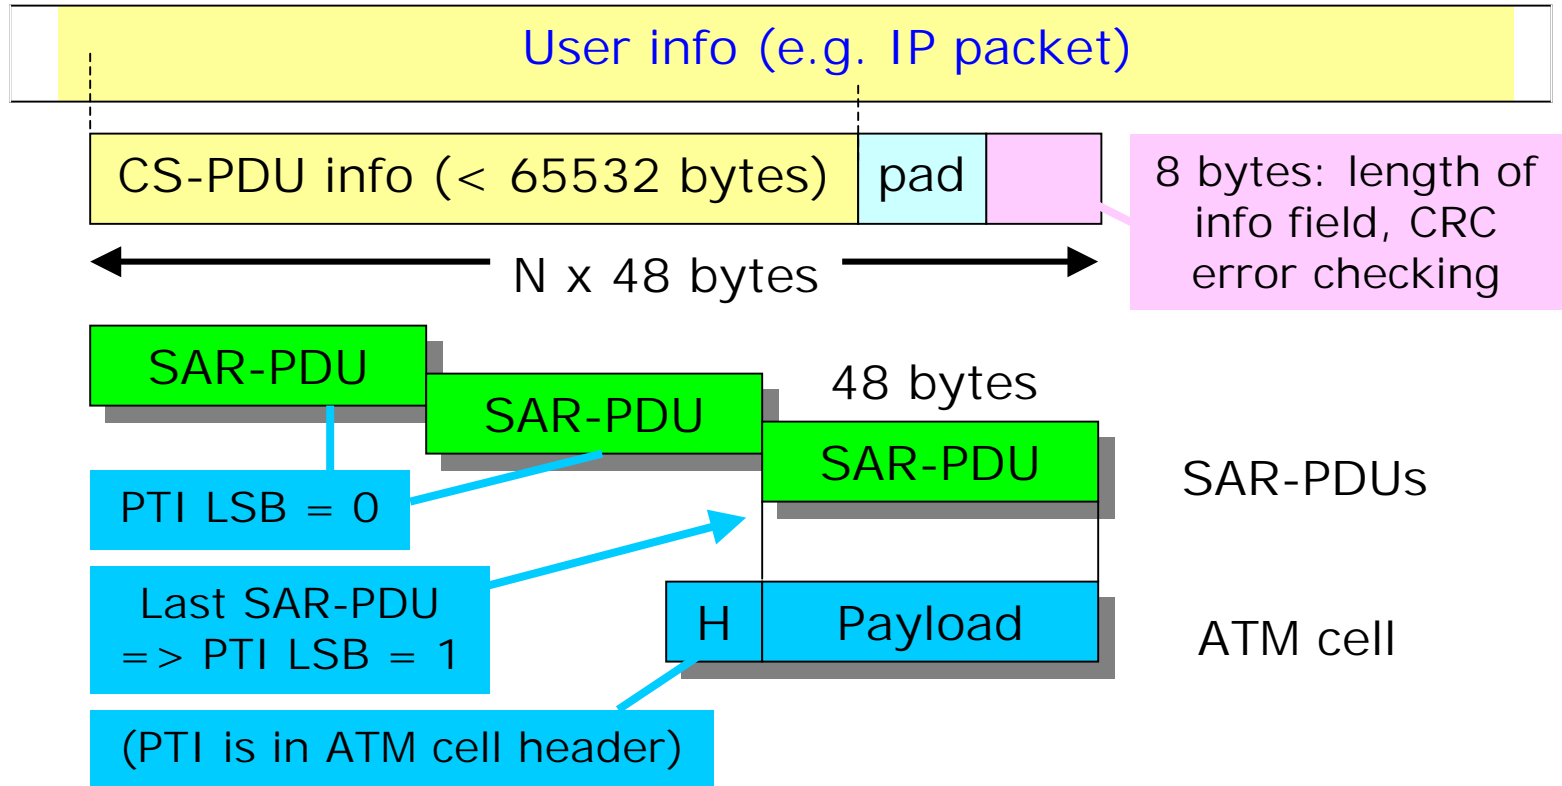 User info (e.g. IP packet)
CS-PDU info (< 65532 bytes)
pad
8 bytes: length of
info field, CRC
error checking
N x 48 bytes
SAR-PDU
SAR-PDU
48 bytes
SAR-PDU
SAR-PDUs
PTI LSB = 0
Last SAR-PDU
=> PTI LSB = 1
H
Payload
ATM cell
(PTI is in ATM cell header)